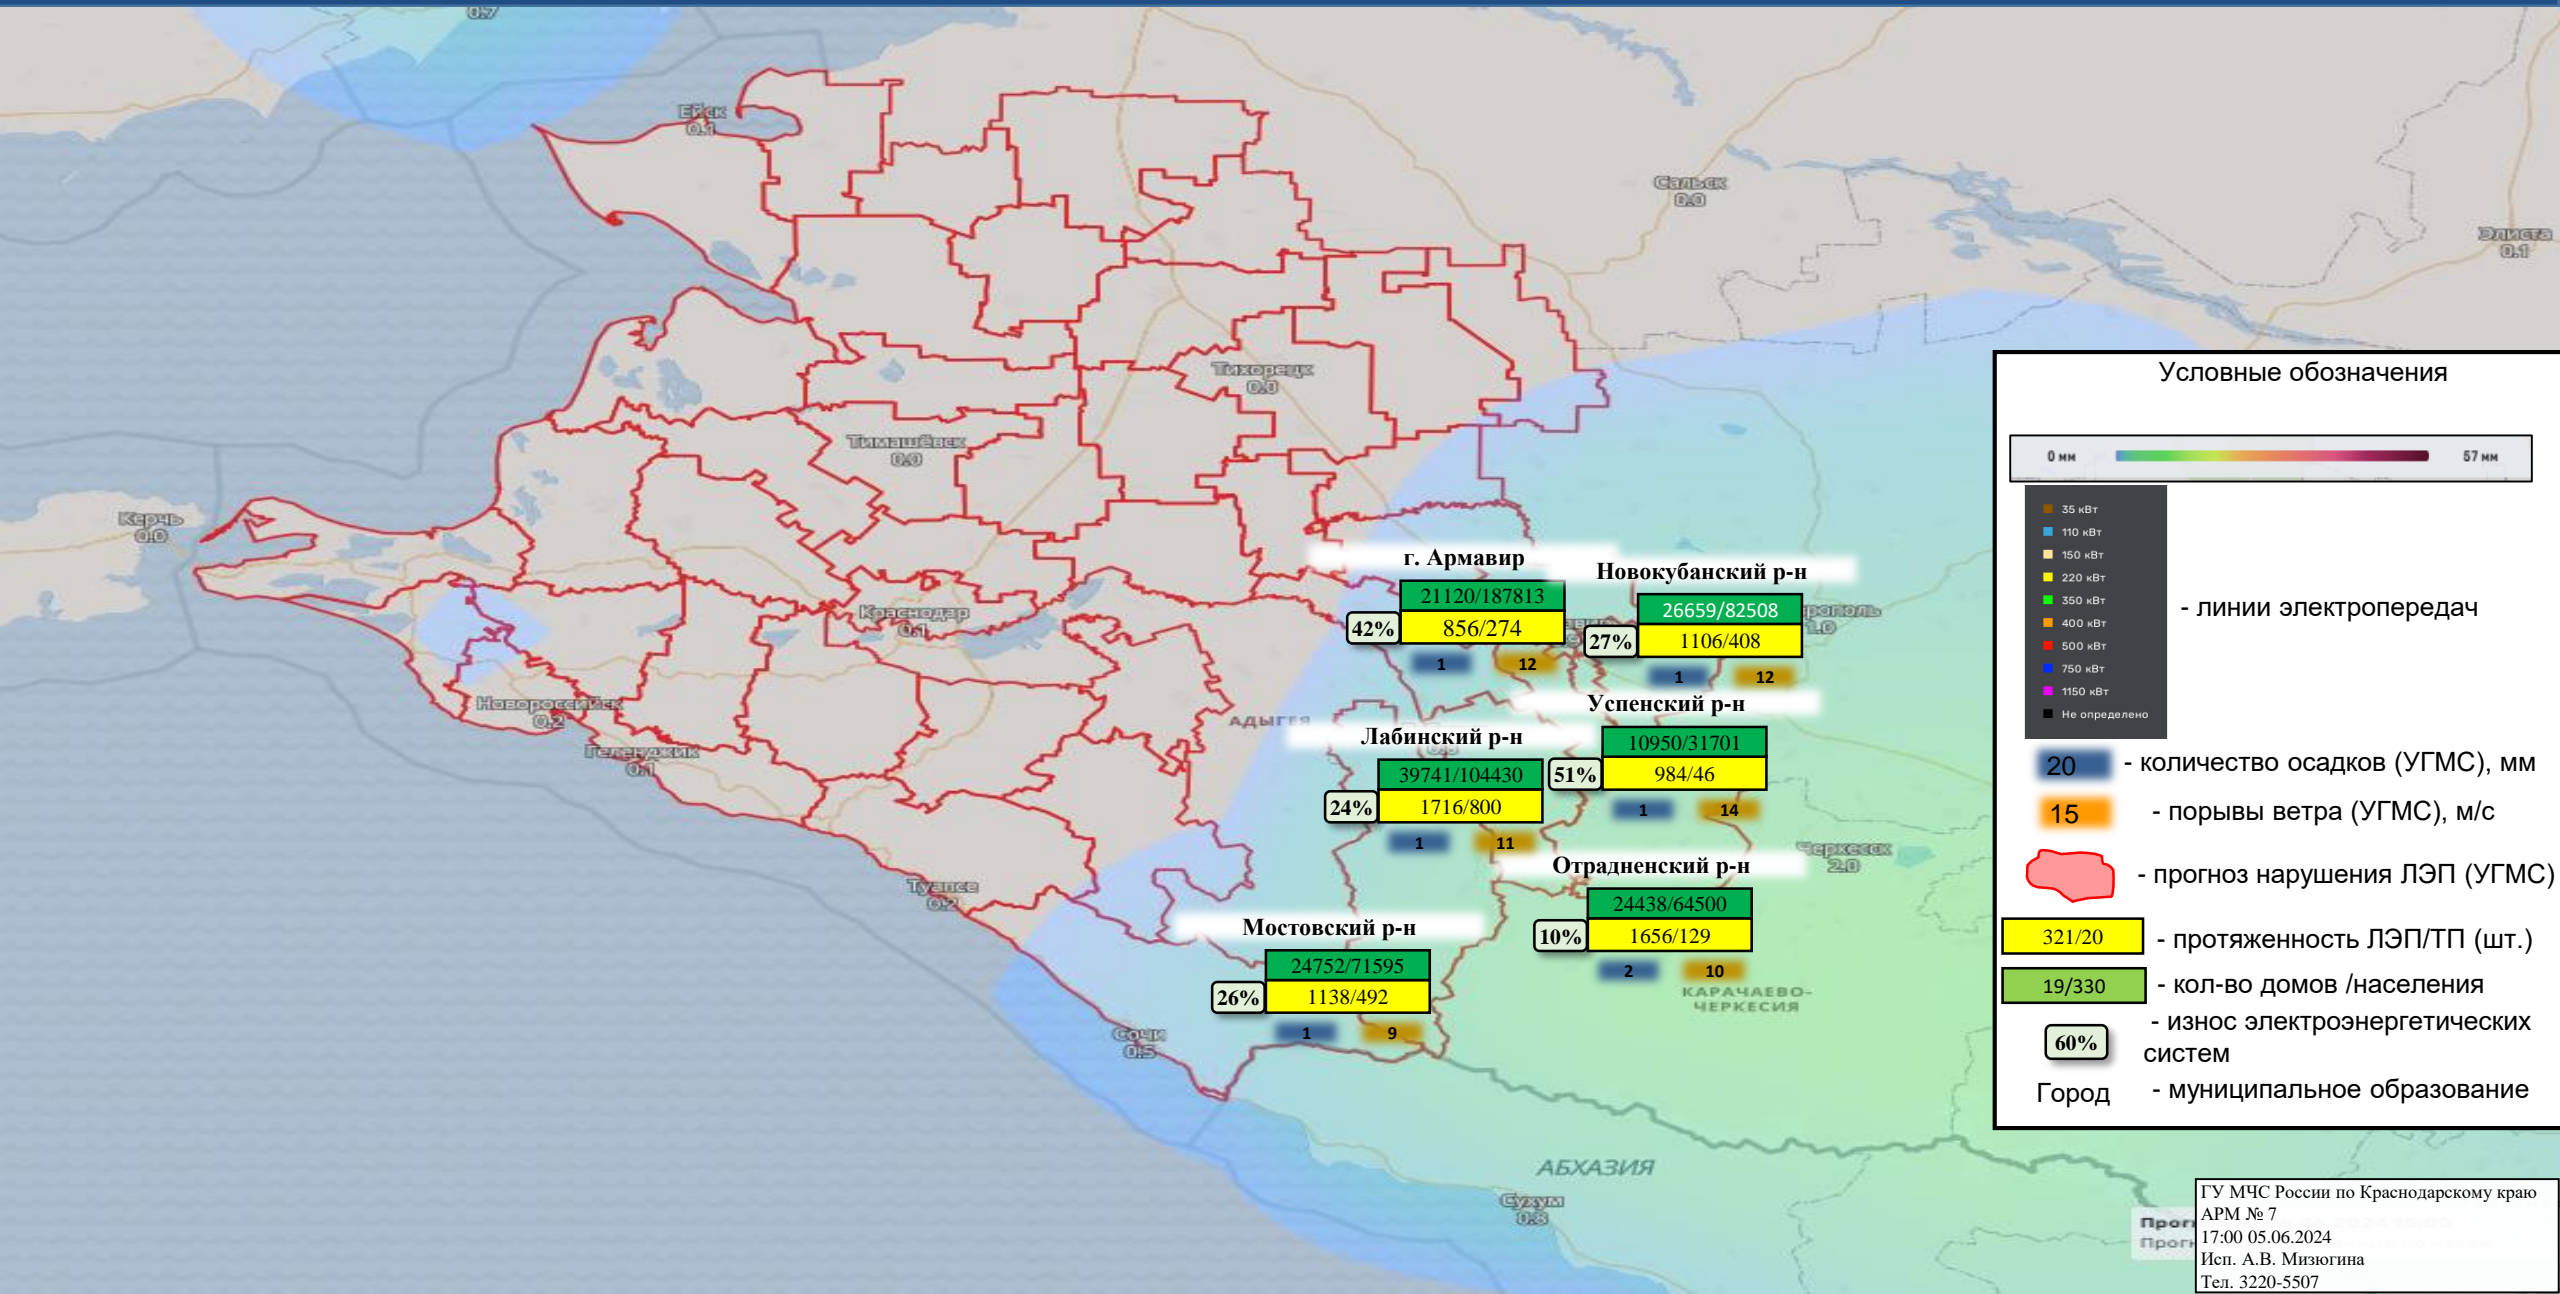 0.7
Ейск
0.1
Сальск
0.0
Элиста
0.1
Тихорецк
0.0
Тимашёвск
0.0
Керчь
0.0
Краснодар
0.1
Новороссийск
0.2
Геленджик
0.1
Туапсе
0.2
Сочи
0.5
АДЫГЕЯ
1.0
Черкесск
2.0
КАРАЧАЕВО-
ЧЕРКЕСИЯ
АБХАЗИЯ
Сухум
0.8
г. Армавир
21120/187813
42%
856/274
1
12
Новокубанский р-н
26659/82508
27%
1106/408
1
12
Успенский р-н
10950/31701
51%
984/46
1
14
Лабинский р-н
39741/104430
24%
1716/800
1
11
Отрадненский р-н
24438/64500
10%
1656/129
2
10
Мостовский р-н
24752/71595
26%
1138/492
1
9
Условные обозначения
0 мм
57 мм
35 кВт
110 кВт
150 кВт
220 кВт
350 кВт
400 кВт
500 кВт
750 кВт
1150 кВт
Не определено
- линии электропередач
20 - количество осадков (УГМС), мм
15 - порывы ветра (УГМС), м/с
- прогноз нарушения ЛЭП (УГМС)
321/20 - протяженность ЛЭП/ТП (шт.)
19/330 - кол-во домов /населения
60% - износ электроэнергетических
систем
Город - муниципальное образование
ГУ МЧС России по Краснодарскому краю
АРМ № 7
17:00 05.06.2024
Исп. А.В. Мизюгина
Тел. 3220-5507